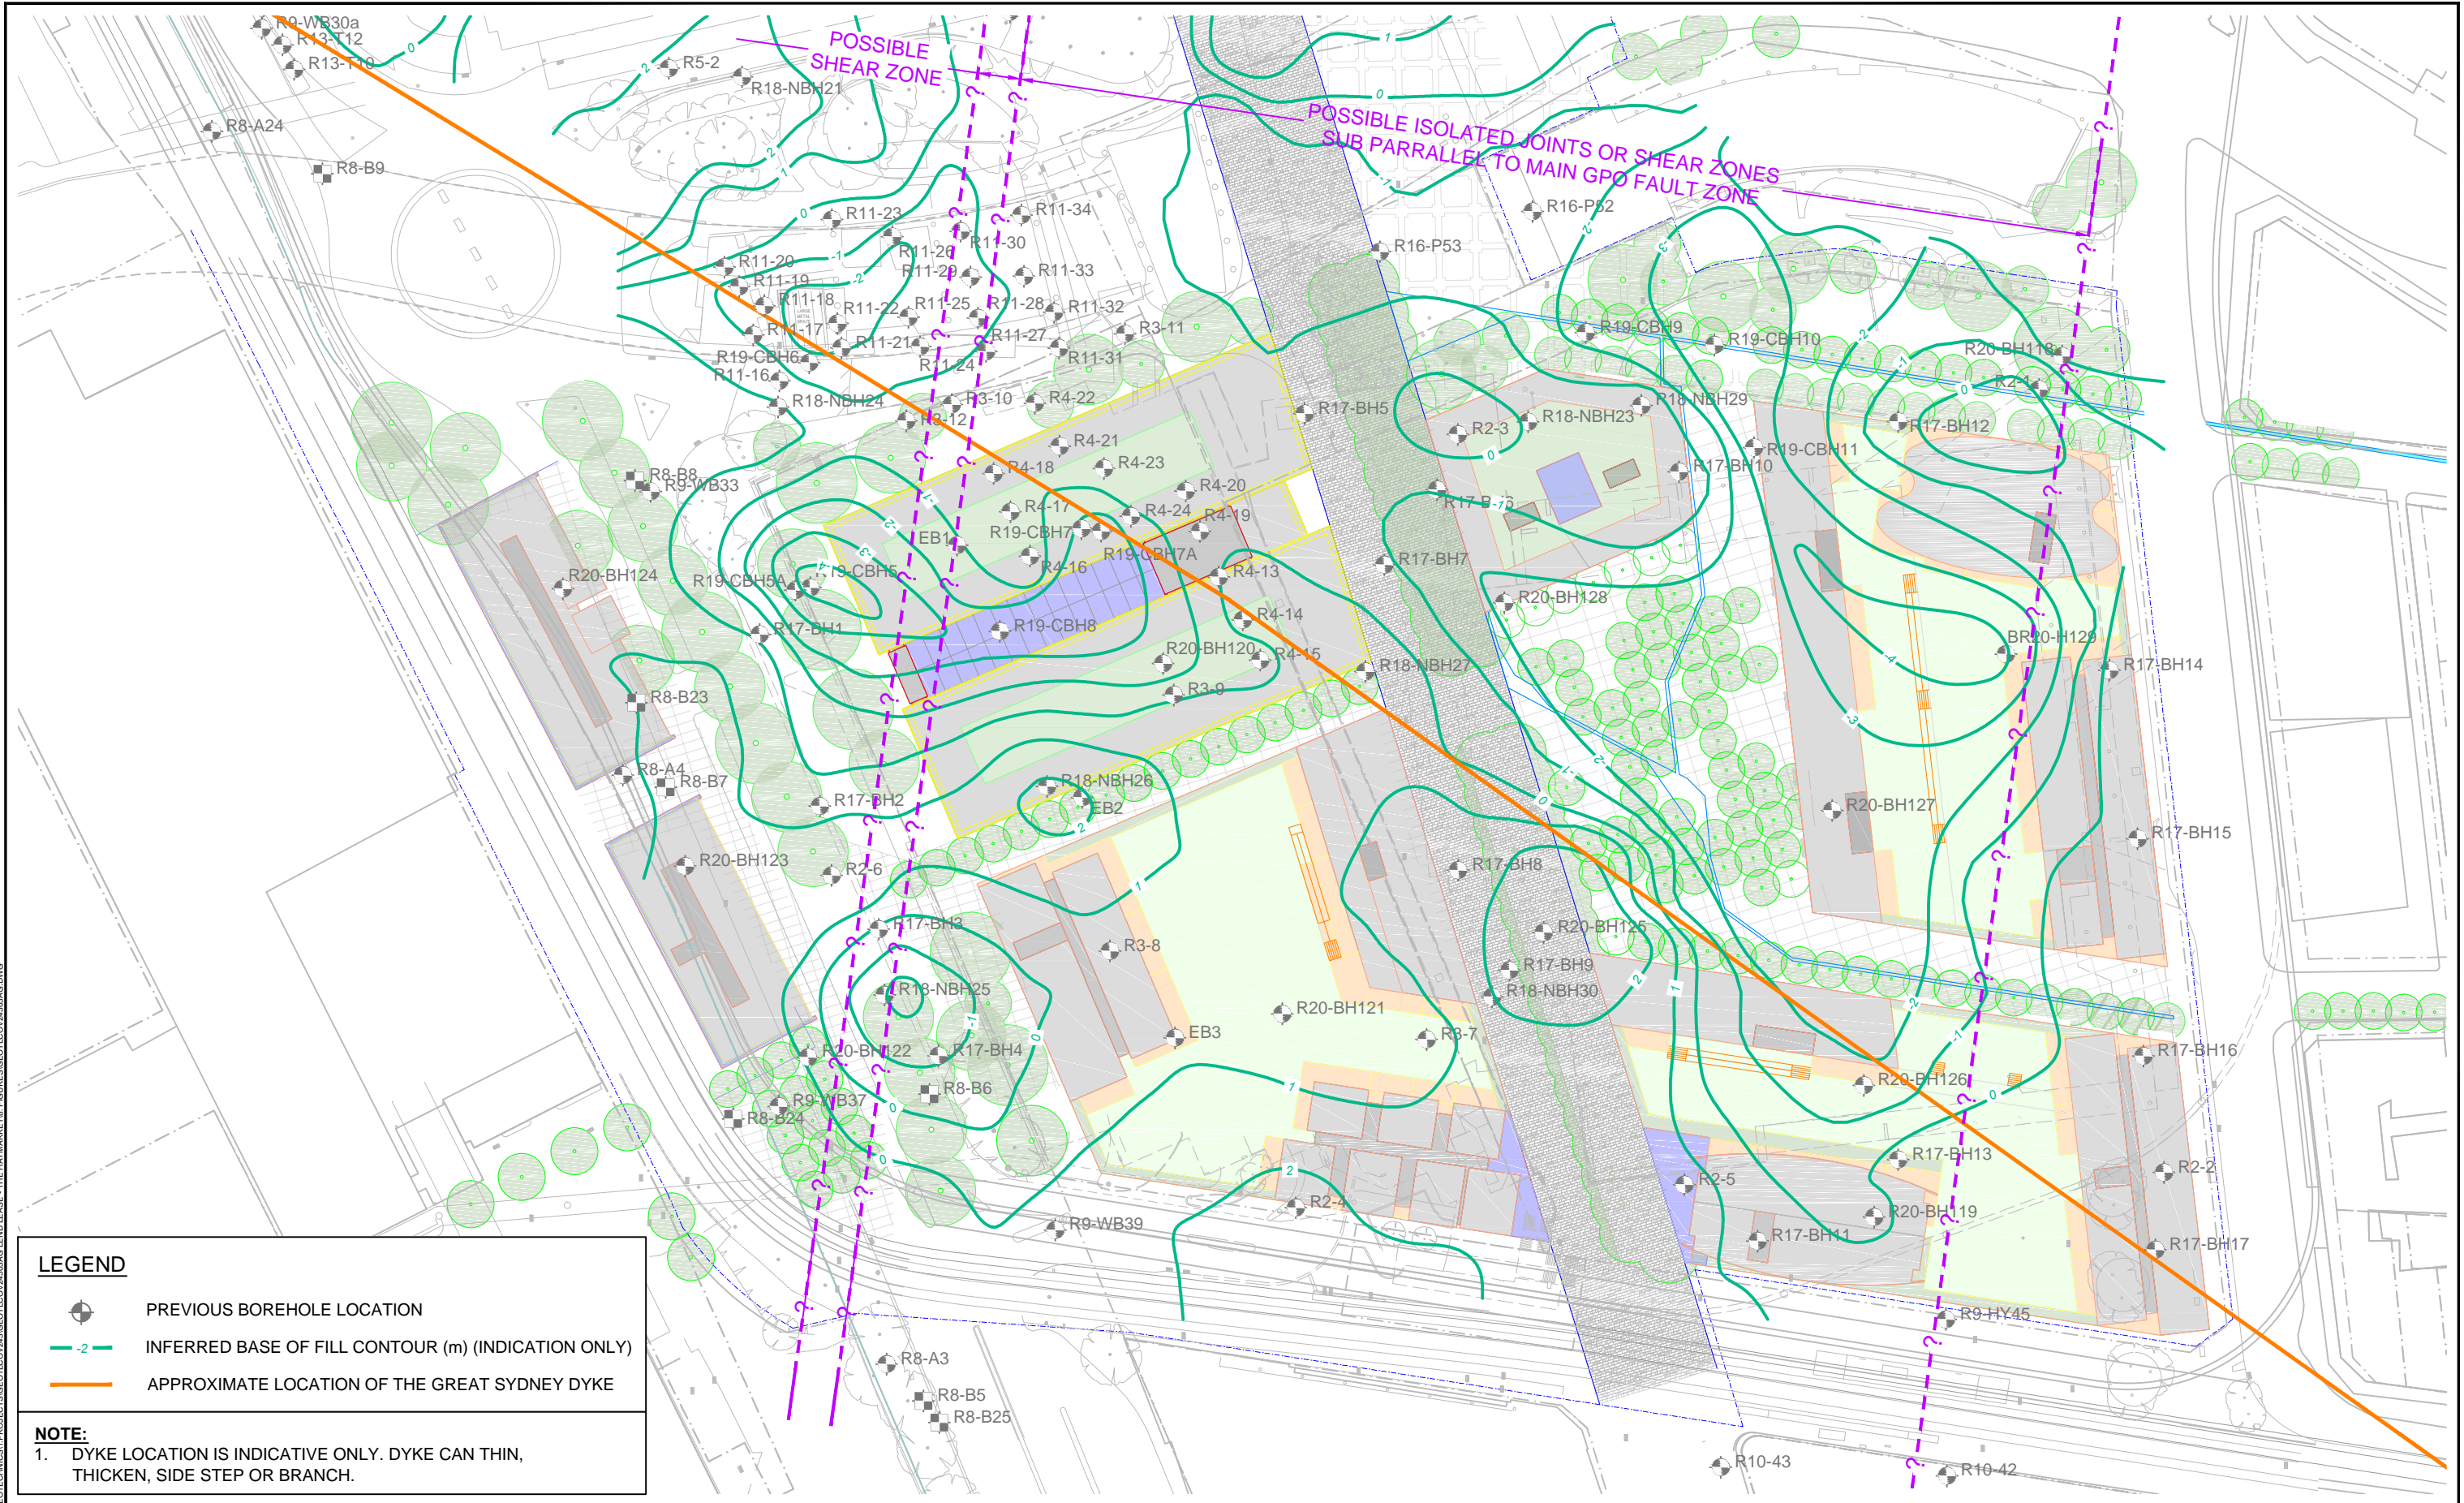 R9-WB30a
R13-T12
R13-T10
R8-A24
R8-B9
R5-2
R18-NBH21
POSSIBLE
SHEAR ZONE
POSSIBLE ISOLATED JOINTS OR SHEAR ZONES
SUB PARRALLEL TO MAIN GPO FAULT ZONE
R11-23
R11-34
R11-26
R11-30
R11-20
R11-29
R11-33
R11-19
R11-18
R11-22
R11-25
R11-28
R11-32
R11-17
R11-21
R11-27
R3-11
R19-CBH6
R11-24
R11-31
R11-16
R18-NBH24
R3-10
R4-22
R3-12
R16-P52
R16-P53
R19-CBH9
R19-CBH10
R20-BH118
R2-1
R17-BH5
R2-3
R18-NBH23
R18-NBH29
R17-BH12
R19-CBH11
R17-BH10
R4-21
R4-18
R4-23
R4-20
R8-B8
R9-WB33
R4-17
R4-24
R4-19
EB1
R19-CBH7
R19-CBH7A
R4-16
R17-BH7
R20-BH124
R19-CBH5A
R19-CBH5
R4-13
R20-BH128
R17-BH1
R19-CBH8
R4-14
R20-BH120
R4-15
R18-NBH27
BR20-H129
R17-BH14
R8-B23
R3-9
R8-A4
R8-B7
R18-NBH26
EB2
R17-BH2
R20-BH127
R17-BH15
R20-BH123
R2-6
R17-BH8
R17-BH3
R3-8
R20-BH125
R17-BH9
R18-NBH25
R18-NBH30
R20-BH121
EB3
R3-7
R20-BH122
R17-BH4
R17-BH16
R8-B6
R20-BH126
R9-WB37
R8-B24
R17-BH13
R2-2
R2-4
R2-5
R20-BH119
R9-WB39
R17-BH11
R17-BH17
R9-HY45
R8-A3
R8-B5
R8-B25
R10-43
R10-42
LEGEND
PREVIOUS BOREHOLE LOCATION
-2 INFERRED BASE OF FILL CONTOUR (m) (INDICATION ONLY)
APPROXIMATE LOCATION OF THE GREAT SYDNEY DYKE
NOTE:
1. DYKE LOCATION IS INDICATIVE ONLY. DYKE CAN THIN,
THICKEN, SIDE STEP OR BRANCH.